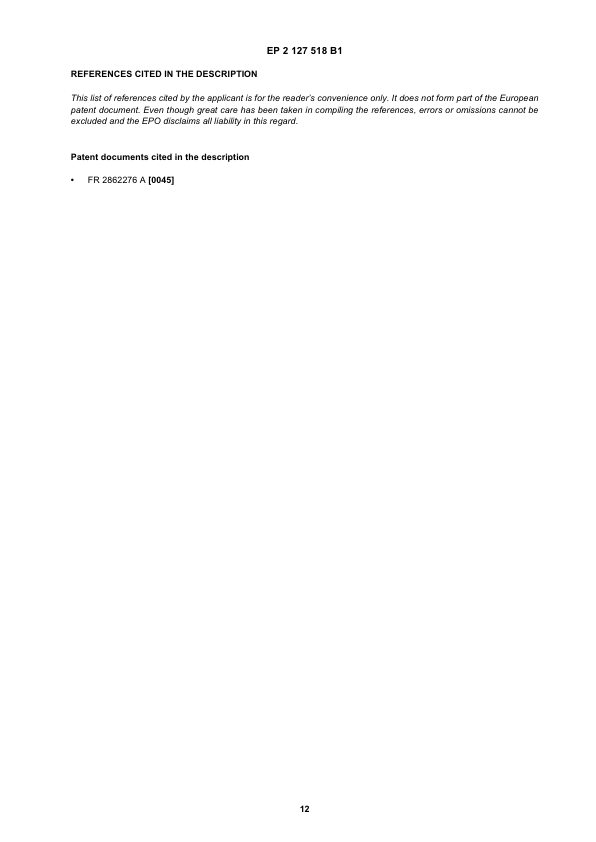 EP 2 127 518 B1
REFERENCES CITED IN THE DESCRIPTION
This list of references cited by the applicant is for the reader's convenience only. It does not form part of the European
patent document. Even though great care has been taken in compiling the references, errors or omissions cannot be
excluded and the EPO disclaims all liability in this regard.
Patent documents cited in the description
• FR 2862276 A [0045]
12